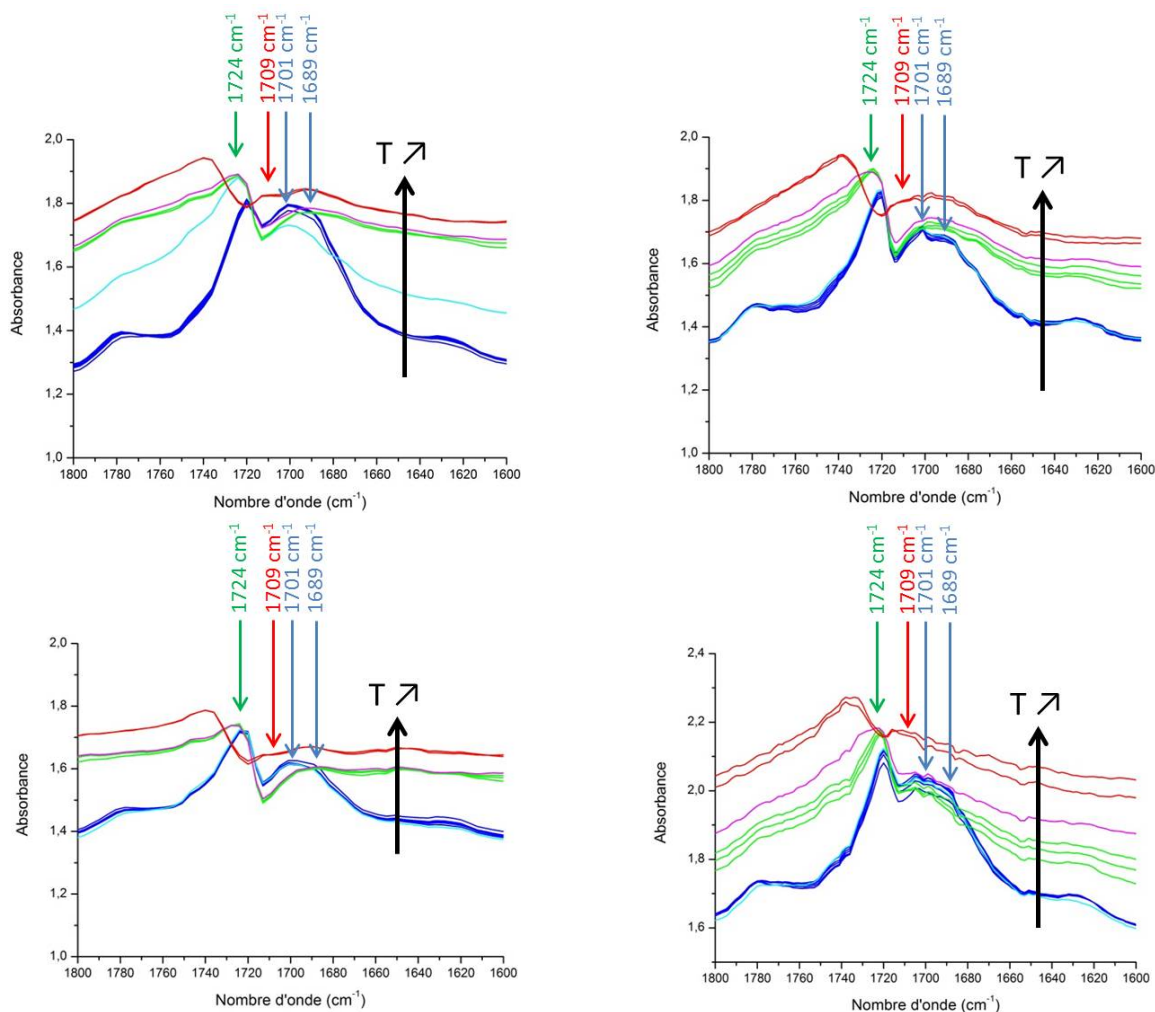 1724 cm-1
1709 cm-1
1701 cm-1
1689 cm-1
T ↗
2,0
1,8
1,6
1,4
1,2
1,0
Absorbance
1800 1780 1760 1740 1720 1700 1680 1660 1640 1620 1600
Nombre d'onde (cm-1)
1724 cm-1
1709 cm-1
1701 cm-1
1689 cm-1
T ↗
2,0
1,8
1,6
1,4
1,2
1,0
Absorbance
1800 1780 1760 1740 1720 1700 1680 1660 1640 1620 1600
Nombre d'onde (cm-1)
1724 cm-1
1709 cm-1
1701 cm-1
1689 cm-1
T ↗
2,0
1,8
1,6
1,4
1,2
1,0
Absorbance
1800 1780 1760 1740 1720 1700 1680 1660 1640 1620 1600
Nombre d'onde (cm-1)
1724 cm-1
1709 cm-1
1701 cm-1
1689 cm-1
T ↗
2,4
2,2
2,0
1,8
1,6
Absorbance
1800 1780 1760 1740 1720 1700 1680 1660 1640 1620 1600
Nombre d'onde (cm-1)